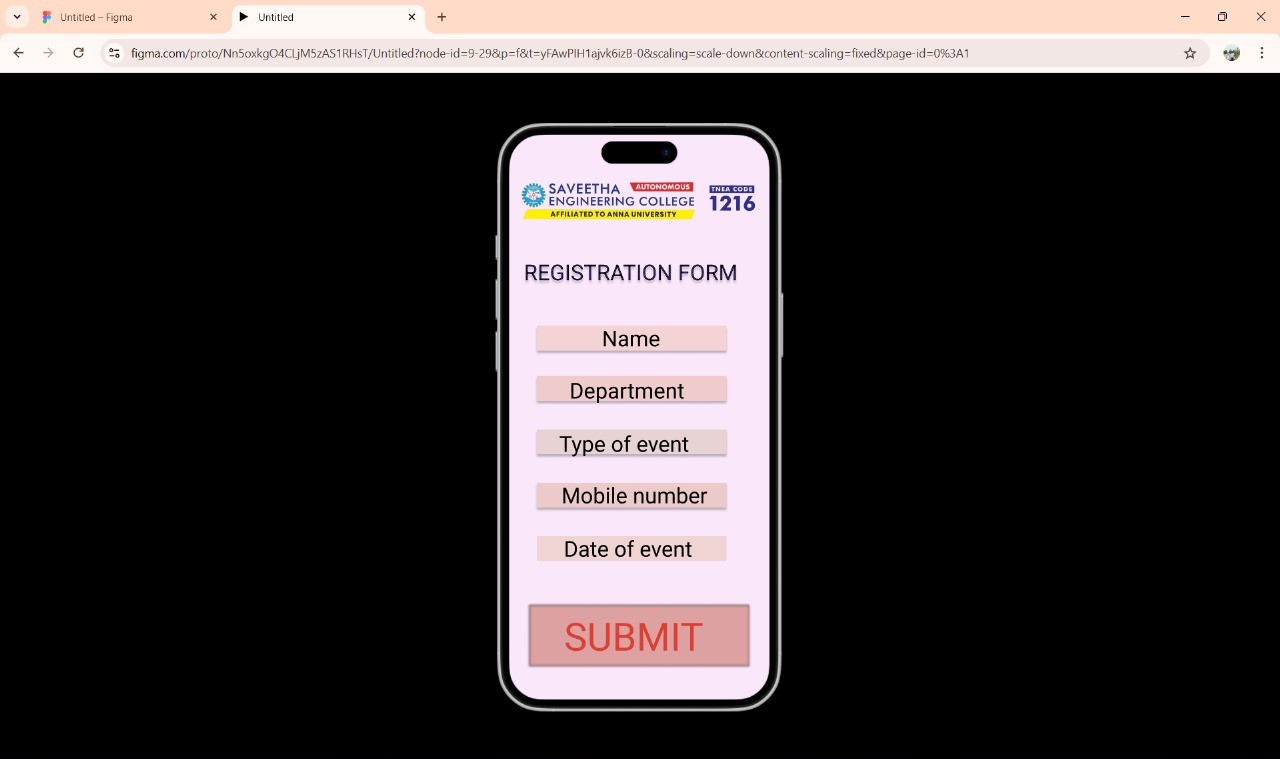 Untitled – Figma
Untitled
figma.com/proto/Nn5oxkgO4CLjM5zAS1RHsT/Untitled?node-id=9-29&p=f&t=yFAwPIH1ajvk6izB-0&scaling=scale-down&content-scaling=fixed&page-id=0%3A1
SAVEETHA AUTONOMOUS
ENGINEERING COLLEGE
AFFILIATED TO ANNA UNIVERSITY
TNEA CODE
1216
REGISTRATION FORM
Name
Department
Type of event
Mobile number
Date of event
SUBMIT